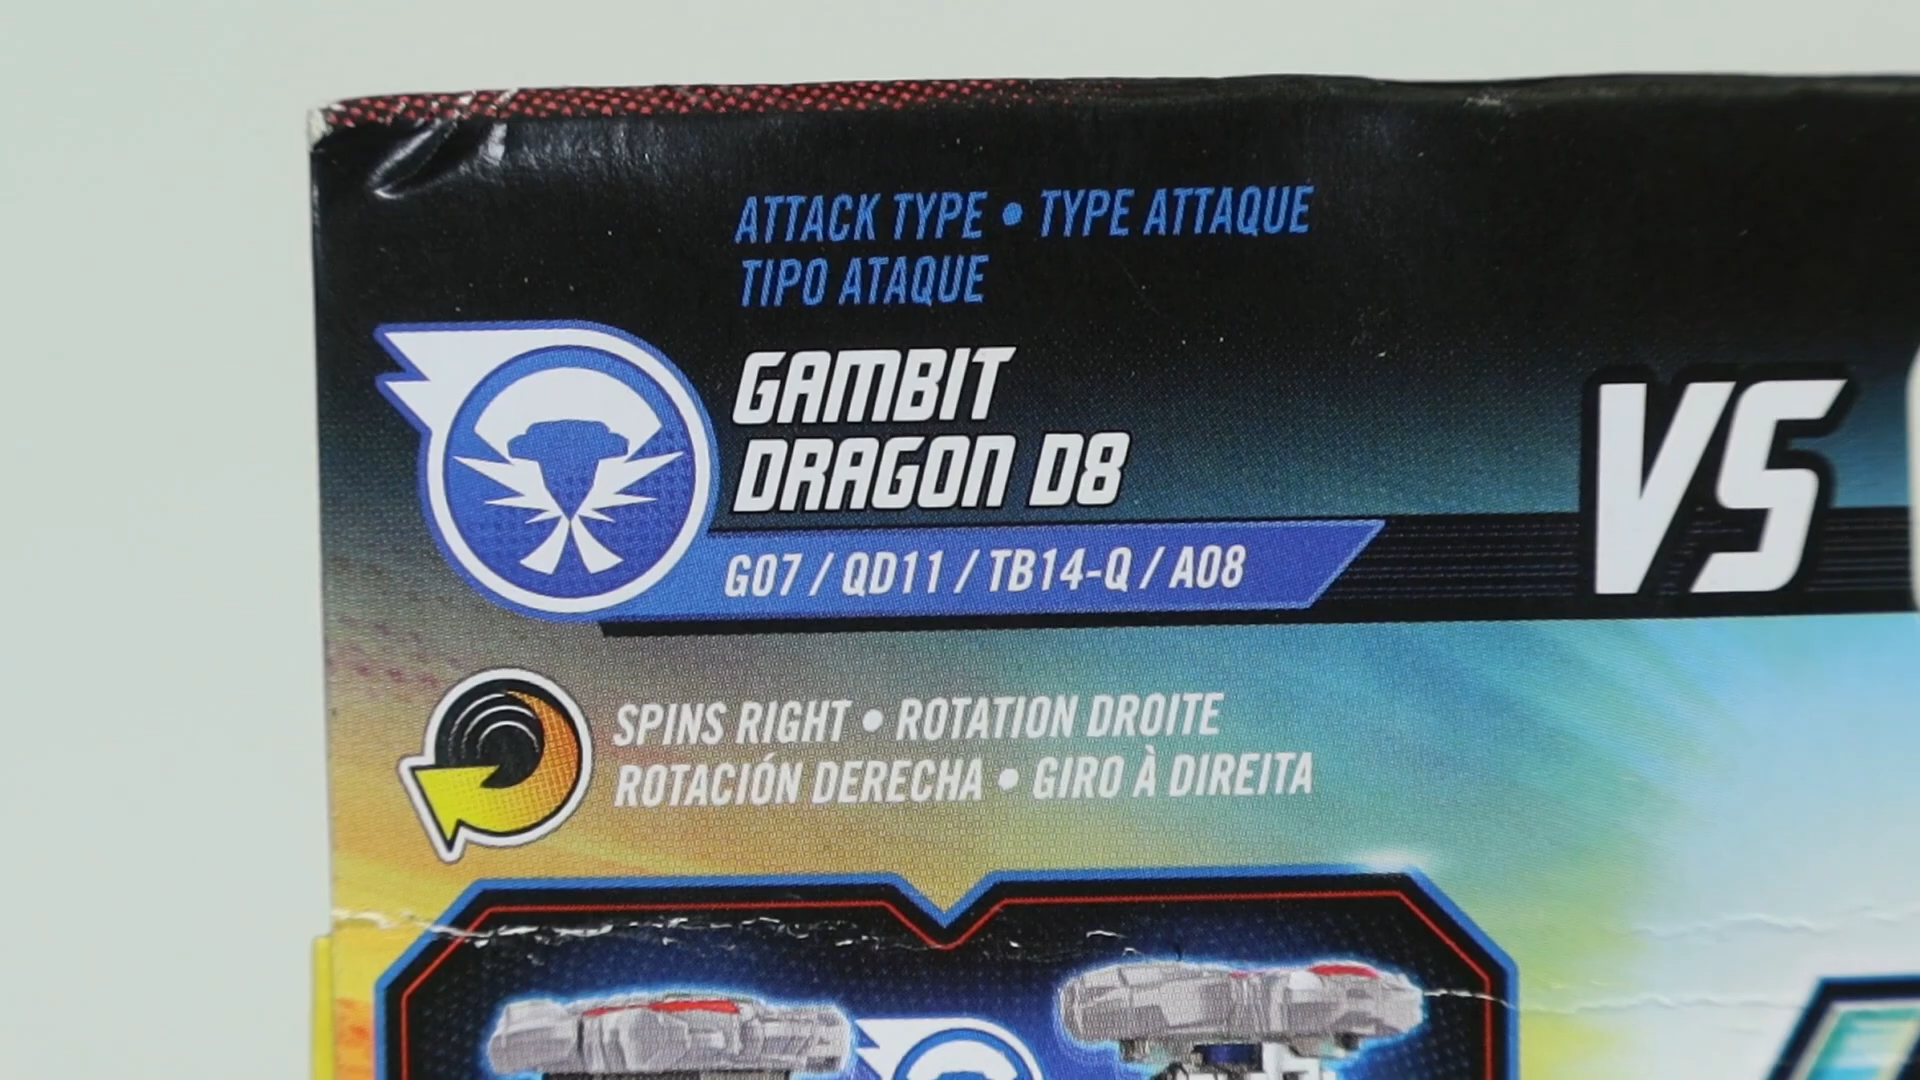 ATTACK TYPE • TYPE ATTAQUE
TIPO ATAQUE
GAMBIT
DRAGON D8
VS
G07 / QD11 / TB14-Q / A08
SPINS RIGHT • ROTATION DROITE
ROTACIÓN DERECHA • GIRO À DIREITA